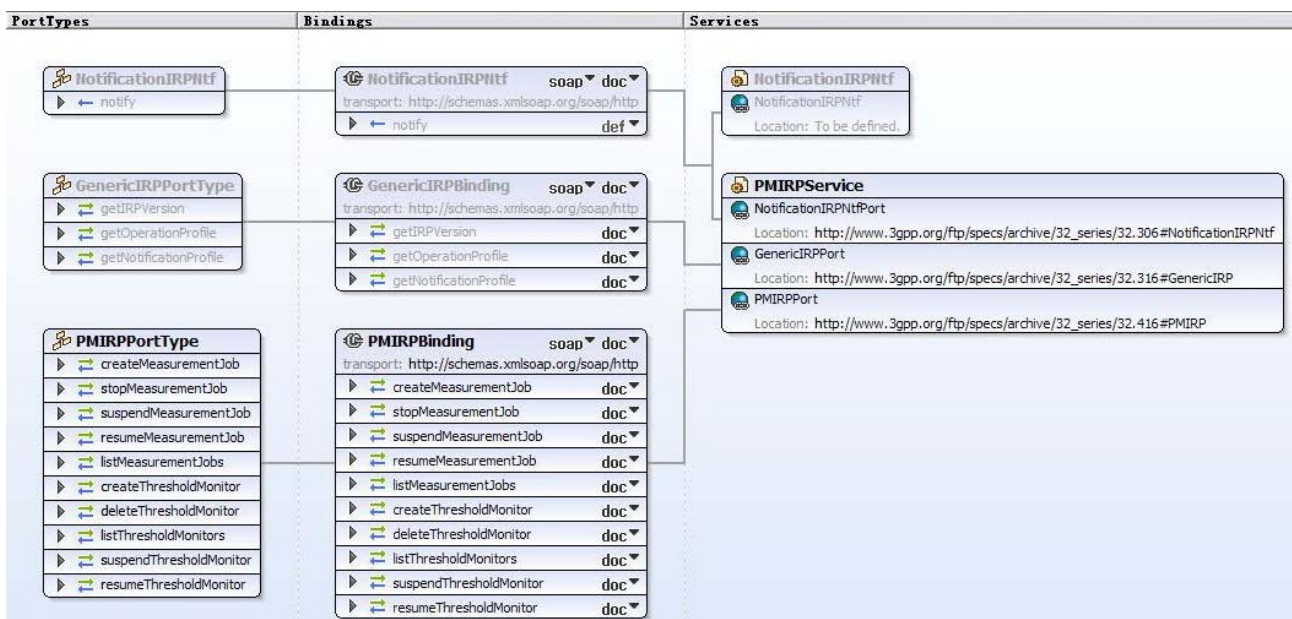 PortTypes
Bindings
Services
NotificationIRPNtf
notify
NotificationIRPNtf soap doc
transport: http://schemas.xmlsoap.org/soap/http
notify def
NotificationIRPNtf
NotificationIRPNtf
Location: To be defined.
GenericIRPPortType
getIRPVersion
getOperationProfile
getNotificationProfile
GenericIRPBinding soap doc
transport: http://schemas.xmlsoap.org/soap/http
getIRPVersion doc
getOperationProfile doc
getNotificationProfile doc
PMIRPService
NotificationIRPNtfPort
Location: http://www.3gpp.org/ftp/specs/archive/32_series/32.306#NotificationIRPNtf
GenericIRPPort
Location: http://www.3gpp.org/ftp/specs/archive/32_series/32.316#GenericIRP
PMIRPPort
Location: http://www.3gpp.org/ftp/specs/archive/32_series/32.416#PMIRP
PMIRPPortType
createMeasurementJob
stopMeasurementJob
suspendMeasurementJob
resumeMeasurementJob
listMeasurementJobs
createThresholdMonitor
deleteThresholdMonitor
listThresholdMonitors
suspendThresholdMonitor
resumeThresholdMonitor
PMIRPBinding soap doc
transport: http://schemas.xmlsoap.org/soap/http
createMeasurementJob doc
stopMeasurementJob doc
suspendMeasurementJob doc
resumeMeasurementJob doc
listMeasurementJobs doc
createThresholdMonitor doc
deleteThresholdMonitor doc
listThresholdMonitors doc
suspendThresholdMonitor doc
resumeThresholdMonitor doc